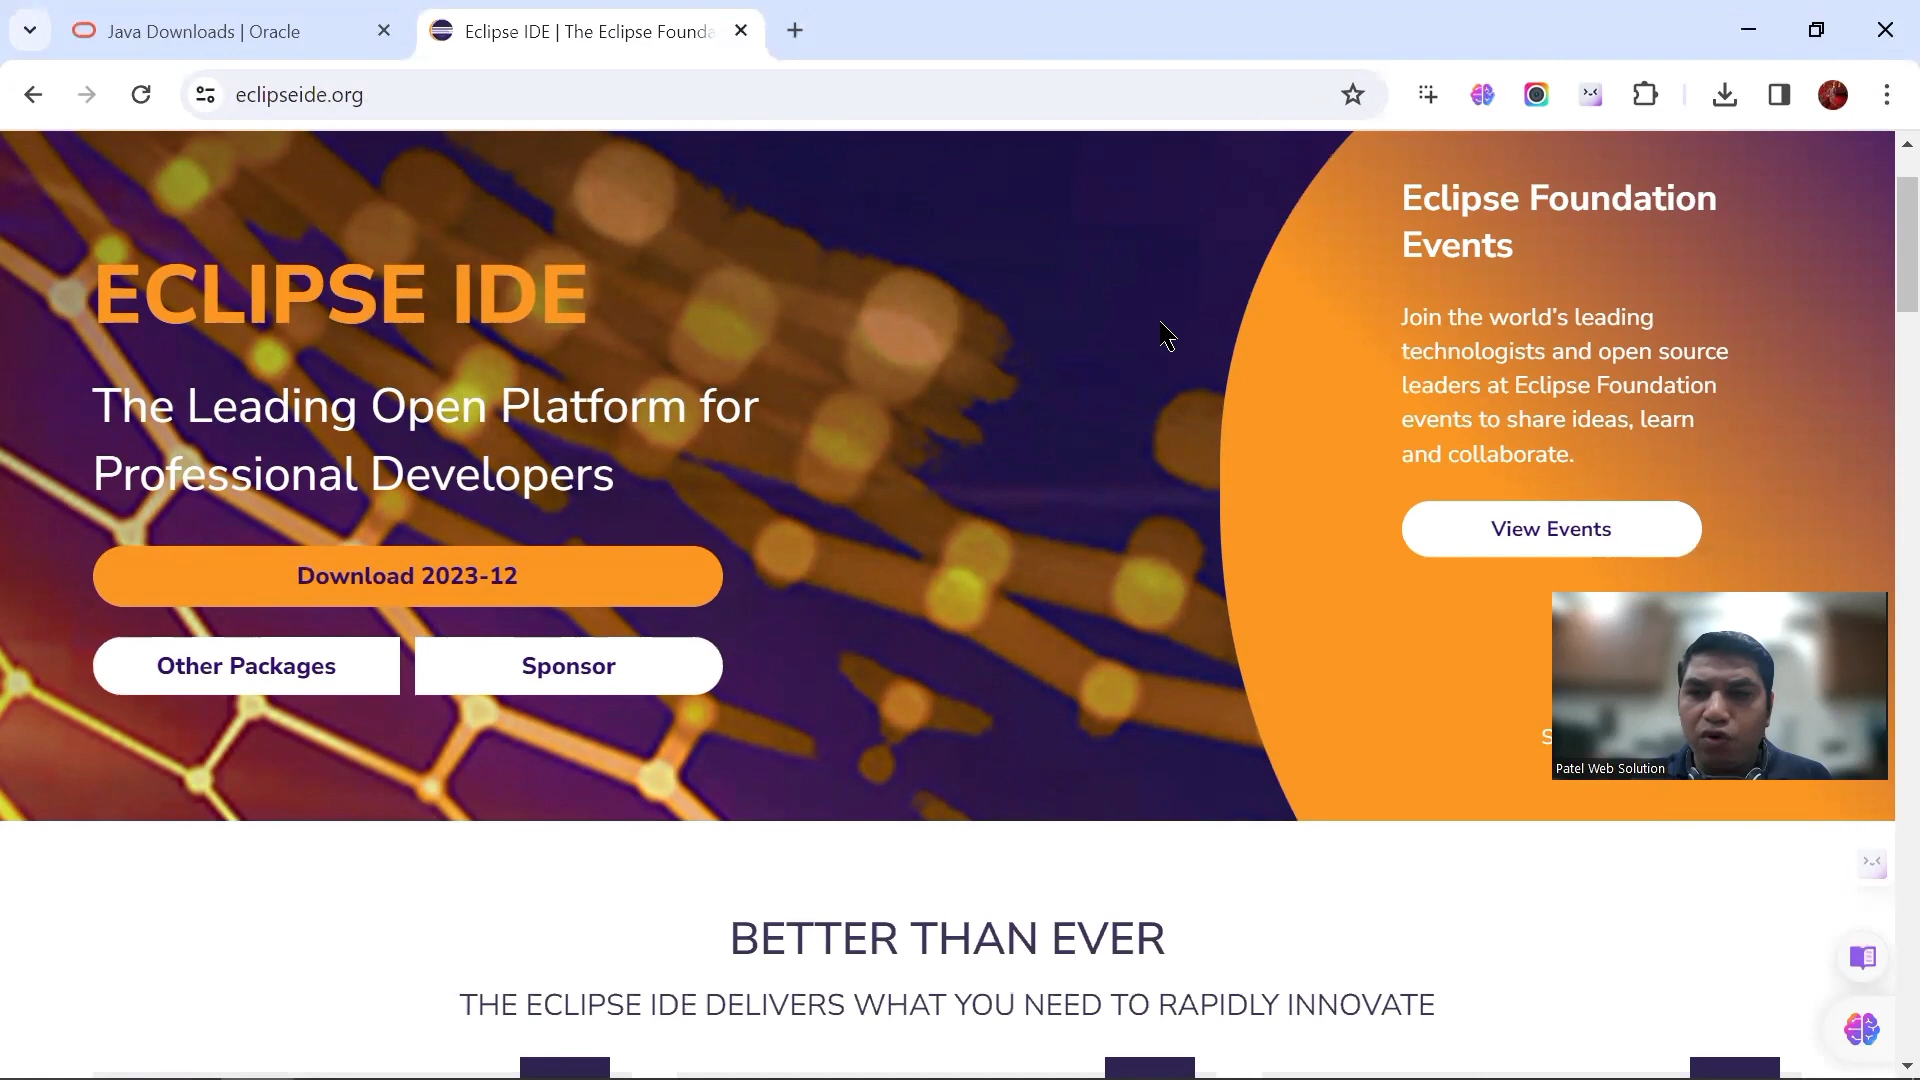 Java Downloads | Oracle
Eclipse IDE | The Eclipse Founda
eclipseide.org
ECLIPSE IDE
The Leading Open Platform for
Professional Developers
Download 2023-12
Other Packages
Sponsor
Eclipse Foundation
Events
Join the world’s leading
technologists and open source
leaders at Eclipse Foundation
events to share ideas, learn
and collaborate.
View Events
S
Patel Web Solution
BETTER THAN EVER
THE ECLIPSE IDE DELIVERS WHAT YOU NEED TO RAPIDLY INNOVATE